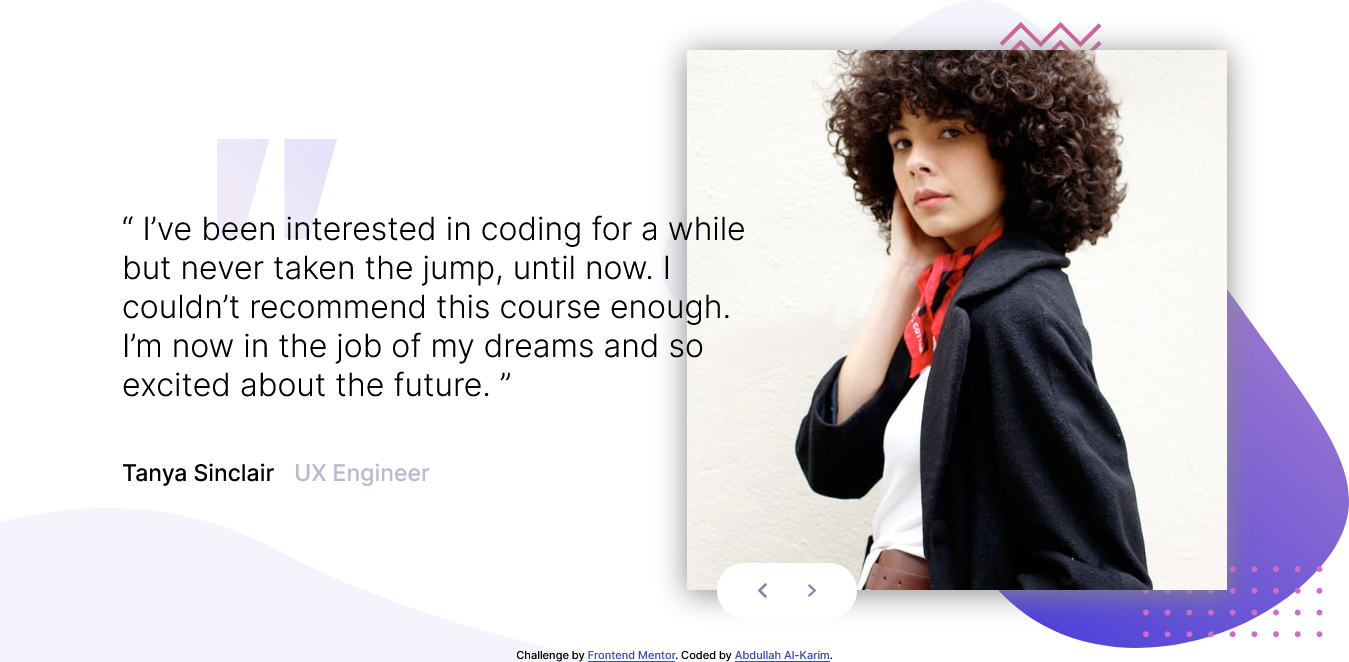 “ I’ve been interested in coding for a while
but never taken the jump, until now. I
couldn’t recommend this course enough.
I’m now in the job of my dreams and so
excited about the future. ”
Tanya Sinclair UX Engineer
Challenge by Frontend Mentor. Coded by Abdullah Al-Karim.